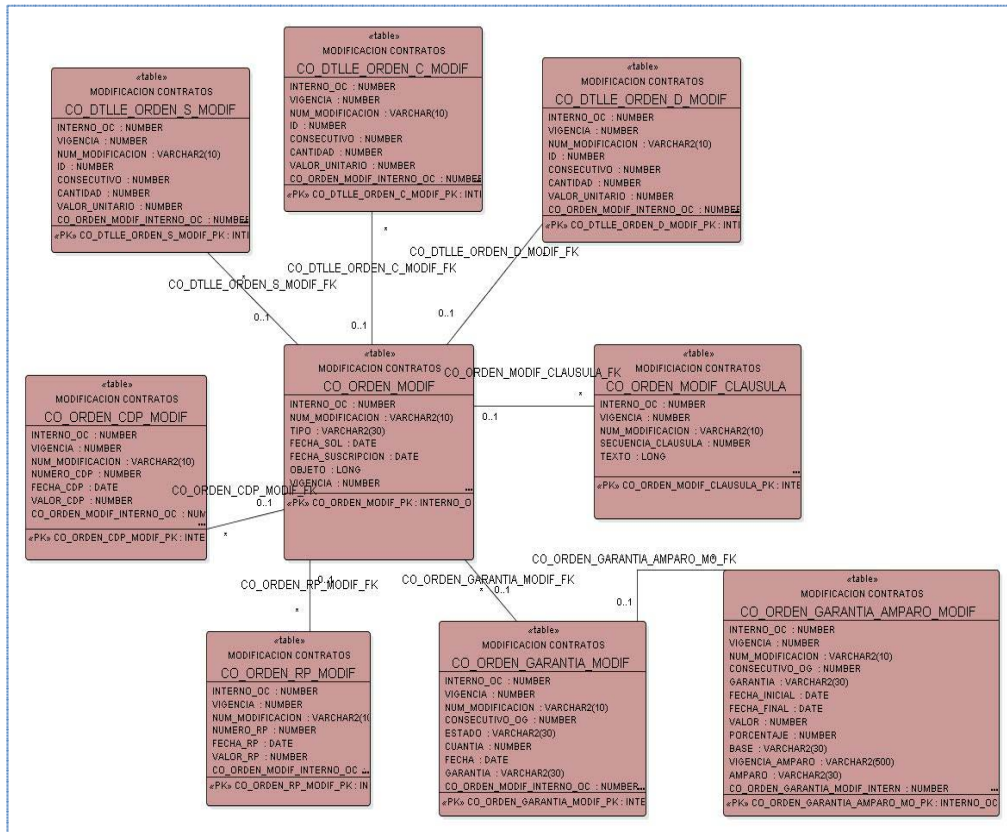 «table»
MODIFICACION CONTRATOS
CO_DTLLE_ORDEN_S_MODIF
INTERNO_OC : NUMBER
VIGENCIA : NUMBER
NUM_MODIFICACION : VARCHAR2(10)
ID : NUMBER
CONSECUTIVO : NUMBER
CANTIDAD : NUMBER
VALOR_UNITARIO : NUMBER
CO_ORDEN_MODIF_INTERNO_OC : NUMBER...
«PK» CO_DTLLE_ORDEN_S_MODIF_PK : INTI
«table»
MODIFICACION CONTRATOS
CO_DTLLE_ORDEN_C_MODIF
INTERNO_OC : NUMBER
VIGENCIA : NUMBER
NUM_MODIFICACION : VARCHAR(10)
ID : NUMBER
CONSECUTIVO : NUMBER
CANTIDAD : NUMBER
VALOR_UNITARIO : NUMBER
CO_ORDEN_MODIF_INTERNO_OC : NUMBER...
«PK» CO_DTLLE_ORDEN_C_MODIF_PK : INTI
«table»
MODIFICACION CONTRATOS
CO_DTLLE_ORDEN_D_MODIF
INTERNO_OC : NUMBER
VIGENCIA : NUMBER
NUM_MODIFICACION : VARCHAR2(10)
ID : NUMBER
CONSECUTIVO : NUMBER
CANTIDAD : NUMBER
VALOR_UNITARIO : NUMBER
CO_ORDEN_MODIF_INTERNO_OC : NUMBER...
«PK» CO_DTLLE_ORDEN_D_MODIF_PK : INTI
*
CO_DTLLE_ORDEN_D_MODIF_FK
CO_DTLLE_ORDEN_C_MODIF_FK
*
CO_DTLLE_ORDEN_S_MODIF_FK
0..1
0..1
0..1
«table»
MODIFICACION CONTRATOS
CO_ORDEN_MODIF
INTERNO_OC : NUMBER
NUM_MODIFICACION : VARCHAR2(10)
TIPO : VARCHAR2(30)
FECHA_SOL : DATE
FECHA_SUSCRIPCION : DATE
OBJETO : LONG
VIGENCIA : NUMBER
...
«PK» CO_ORDEN_MODIF_PK : INTERNO_O
CO_ORDEN_MODIF_CLAUSULA_FK
0..1
*
«table»
MODIFICIACION CONTRATOS
CO_ORDEN_MODIF_CLAUSULA
INTERNO_OC : NUMBER
VIGENCIA : NUMBER
NUM_MODIFICACION : VARCHAR2(10)
SECUENCIA_CLAUSULA : NUMBER
TEXTO : LONG
...
«PK» CO_ORDEN_MODIF_CLAUSULA_PK : INTE
«table»
MODIFICACION CONTRATOS
CO_ORDEN_CDP_MODIF
INTERNO_OC : NUMBER
VIGENCIA : NUMBER
NUM_MODIFICACION : VARCHAR2(10)
NUMERO_CDP : NUMBER
FECHA_CDP : DATE
VALOR_CDP : NUMBER
CO_ORDEN_MODIF_INTERNO_OC : NUM
...
«PK» CO_ORDEN_CDP_MODIF_PK : INTE
CO_ORDEN_CDP_MODIF_FK
0..1
*
CO_ORDEN_RP_MODIF_FK
0..1
*
CO_ORDEN_GARANTIA_MODIF_FK
* 0..1
CO_ORDEN_GARANTIA_AMPARO_MO_FK
*
0..1
«table»
MODIFICACION CONTRATOS
CO_ORDEN_RP_MODIF
INTERNO_OC : NUMBER
VIGENCIA : NUMBER
NUM_MODIFICACION : VARCHAR2(10
NUMERO_RP : NUMBER
FECHA_RP : DATE
VALOR_RP : NUMBER
CO_ORDEN_MODIF_INTERNO_OC ...
«PK» CO_ORDEN_RP_MODIF_PK : IN
«table»
MODIFICACION CONTRATOS
CO_ORDEN_GARANTIA_MODIF
INTERNO_OC : NUMBER
VIGENCIA : NUMBER
NUM_MODIFICACION : VARCHAR2(10)
CONSECUTIVO_OG : NUMBER
ESTADO : VARCHAR2(30)
CUANTIA : NUMBER
FECHA : DATE
GARANTIA : VARCHAR2(30)
CO_ORDEN_MODIF_INTERNO_OC : NUMBER...
«PK» CO_ORDEN_GARANTIA_MODIF_PK : INTE
«table»
MODIFICACION CONTRATOS
CO_ORDEN_GARANTIA_AMPARO_MODIF
INTERNO_OC : NUMBER
VIGENCIA : NUMBER
NUM_MODIFICACION : VARCHAR2(10)
CONSECUTIVO_OG : NUMBER
GARANTIA : VARCHAR2(30)
FECHA_INICIAL : DATE
FECHA_FINAL : DATE
VALOR : NUMBER
PORCENTAJE : NUMBER
BASE : VARCHAR2(30)
VIGENCIA_AMPARO : VARCHAR2(500)
AMPARO : VARCHAR2(30)
CO_ORDEN_GARANTIA_MODIF_INTERN : NUMBER ...
«PK» CO_ORDEN_GARANTIA_AMPARO_MO_PK : INTERNO_OC